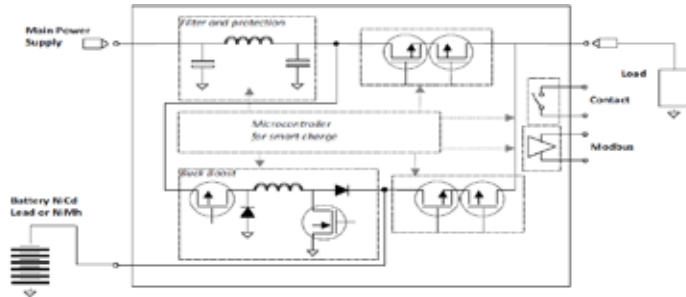 Filter and protection
Main Power
Supply
Load
Contact
Microcontroller
for smart charge
Modbus
Buck Boost
Battery NiCd
Lead or NiMh